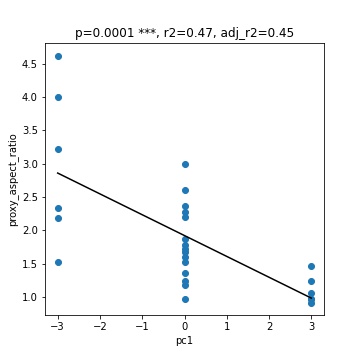 p=0.0001 ***, r2=0.47, adj_r2=0.45
4.5
4.0
3.5
3.0
2.5
2.0
1.5
1.0
proxy_aspect_ratio
−3 −2 −1 0 1 2 3
pc1